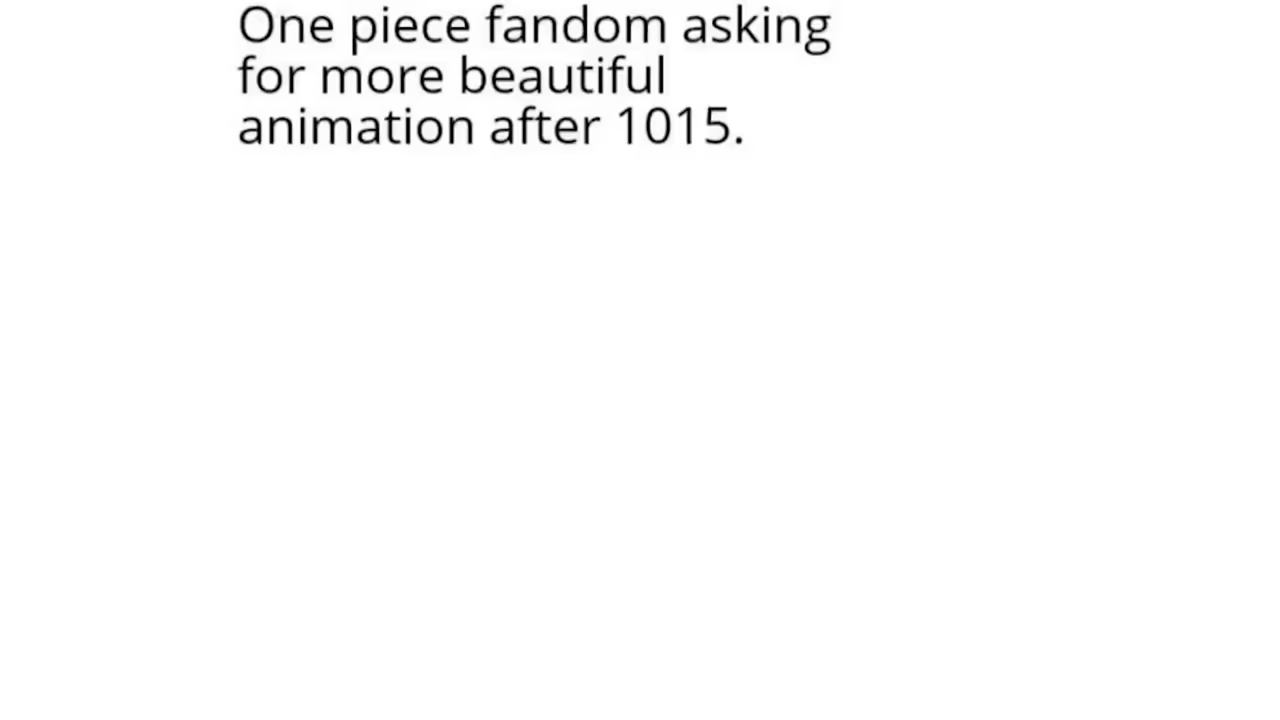 One piece fandom asking
for more beautiful
animation after 1015.